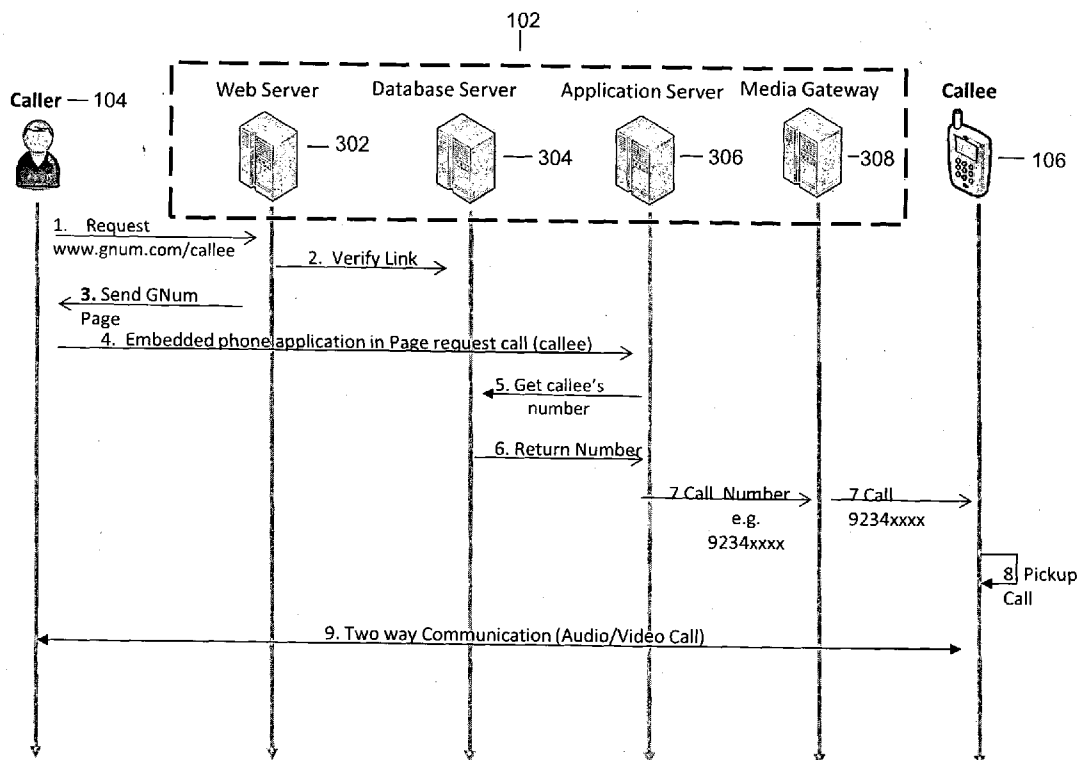 102
Caller — 104
Web Server
Database Server
Application Server
Media Gateway
Callee
302
304
306
308
106
1. Request
www.gnum.com/callee
2. Verify Link
3. Send GNum
Page
4. Embedded phone application in Page request call (callee)
5. Get callee's
number
6. Return Number
7 Call Number
e.g.
9234xxxx
7 Call
9234xxxx
8. Pickup
Call
9. Two way Communication (Audio/Video Call)